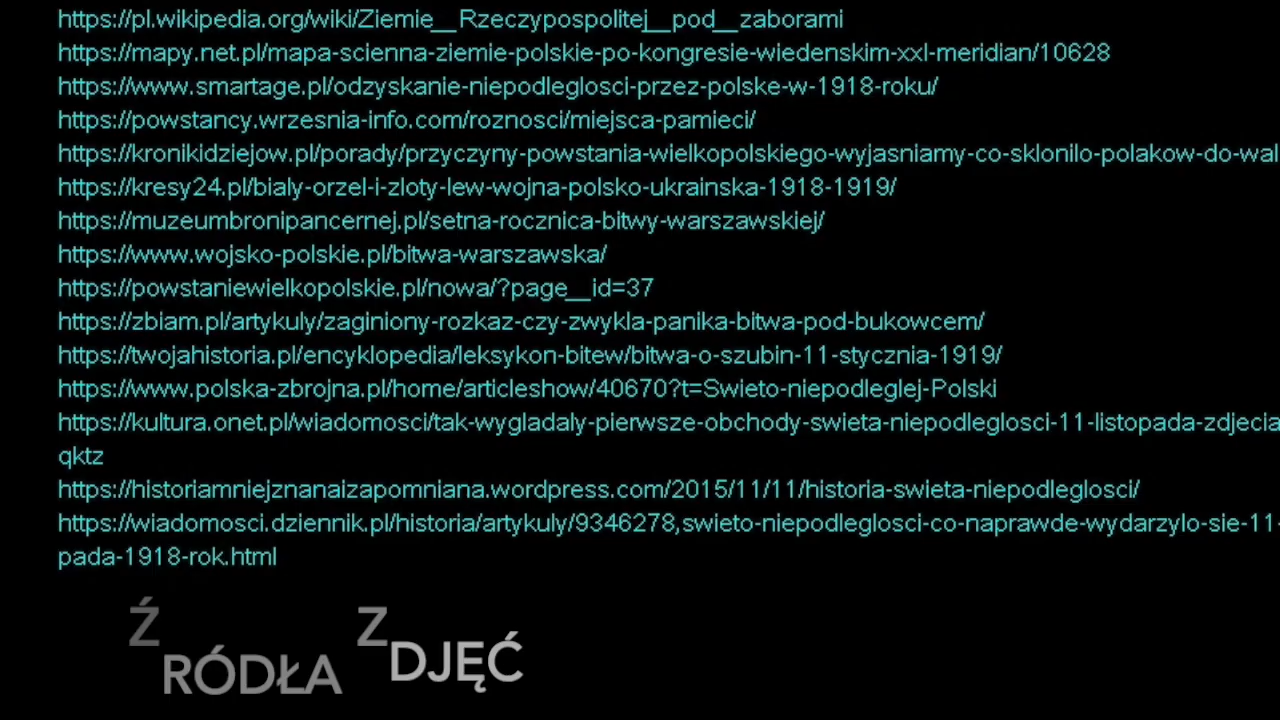 https://pl.wikipedia.org/wiki/Ziemie__Rzeczypospolitej__pod__zaborami
https://mapy.net.pl/mapa-scienna-ziemie-polskie-po-kongresie-wiedenskim-xxl-meridian/10628
https://www.smartage.pl/odzyskanie-niepodleglosci-przez-polske-w-1918-roku/
https://powstancy.wrzesnia-info.com/roznosci/miejsca-pamieci/
https://kronikidziejow.pl/porady/przyczyny-powstania-wielkopolskiego-wyjasniamy-co-sklonilo-polakow-do-wal
https://kresy24.pl/bialy-orzel-i-zloty-lew-wojna-polsko-ukrainska-1918-1919/
https://muzeumbronipancernej.pl/setna-rocznica-bitwy-warszawskiej/
https://www.wojsko-polskie.pl/bitwa-warszawska/
https://powstaniewielkopolskie.pl/nowa/?page__id=37
https://zbiam.pl/artykuly/zaginiony-rozkaz-czy-zwykla-panika-bitwa-pod-bukowcem/
https://twojahistoria.pl/encyklopedia/leksykon-bitew/bitwa-o-szubin-11-stycznia-1919/
https://www.polska-zbrojna.pl/home/articleshow/40670?t=Swieto-niepodleglej-Polski
https://kultura.onet.pl/wiadomosci/tak-wygladaly-pierwsze-obchody-swieta-niepodleglosci-11-listopada-zdjecia
qktz
https://historiamniejznanaizapomniana.wordpress.com/2015/11/11/historia-swieta-niepodleglosci/
https://wiadomosci.dziennik.pl/historia/artykuly/9346278,swieto-niepodleglosci-co-naprawde-wydarzylo-sie-11-
pada-1918-rok.html
ŹRÓDŁA ZDJĘĆ